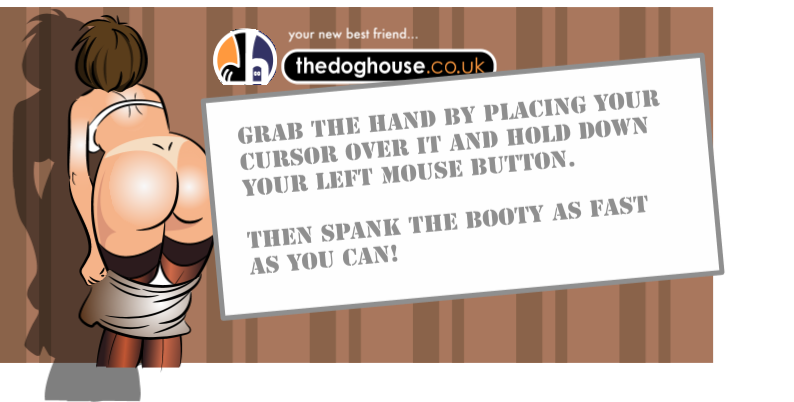 your new best friend...
thedoghouse.co.uk
GRAB THE HAND BY PLACING YOUR
CURSOR OVER IT AND HOLD DOWN
YOUR LEFT MOUSE BUTTON.
THEN SPANK THE BOOTY AS FAST
AS YOU CAN!